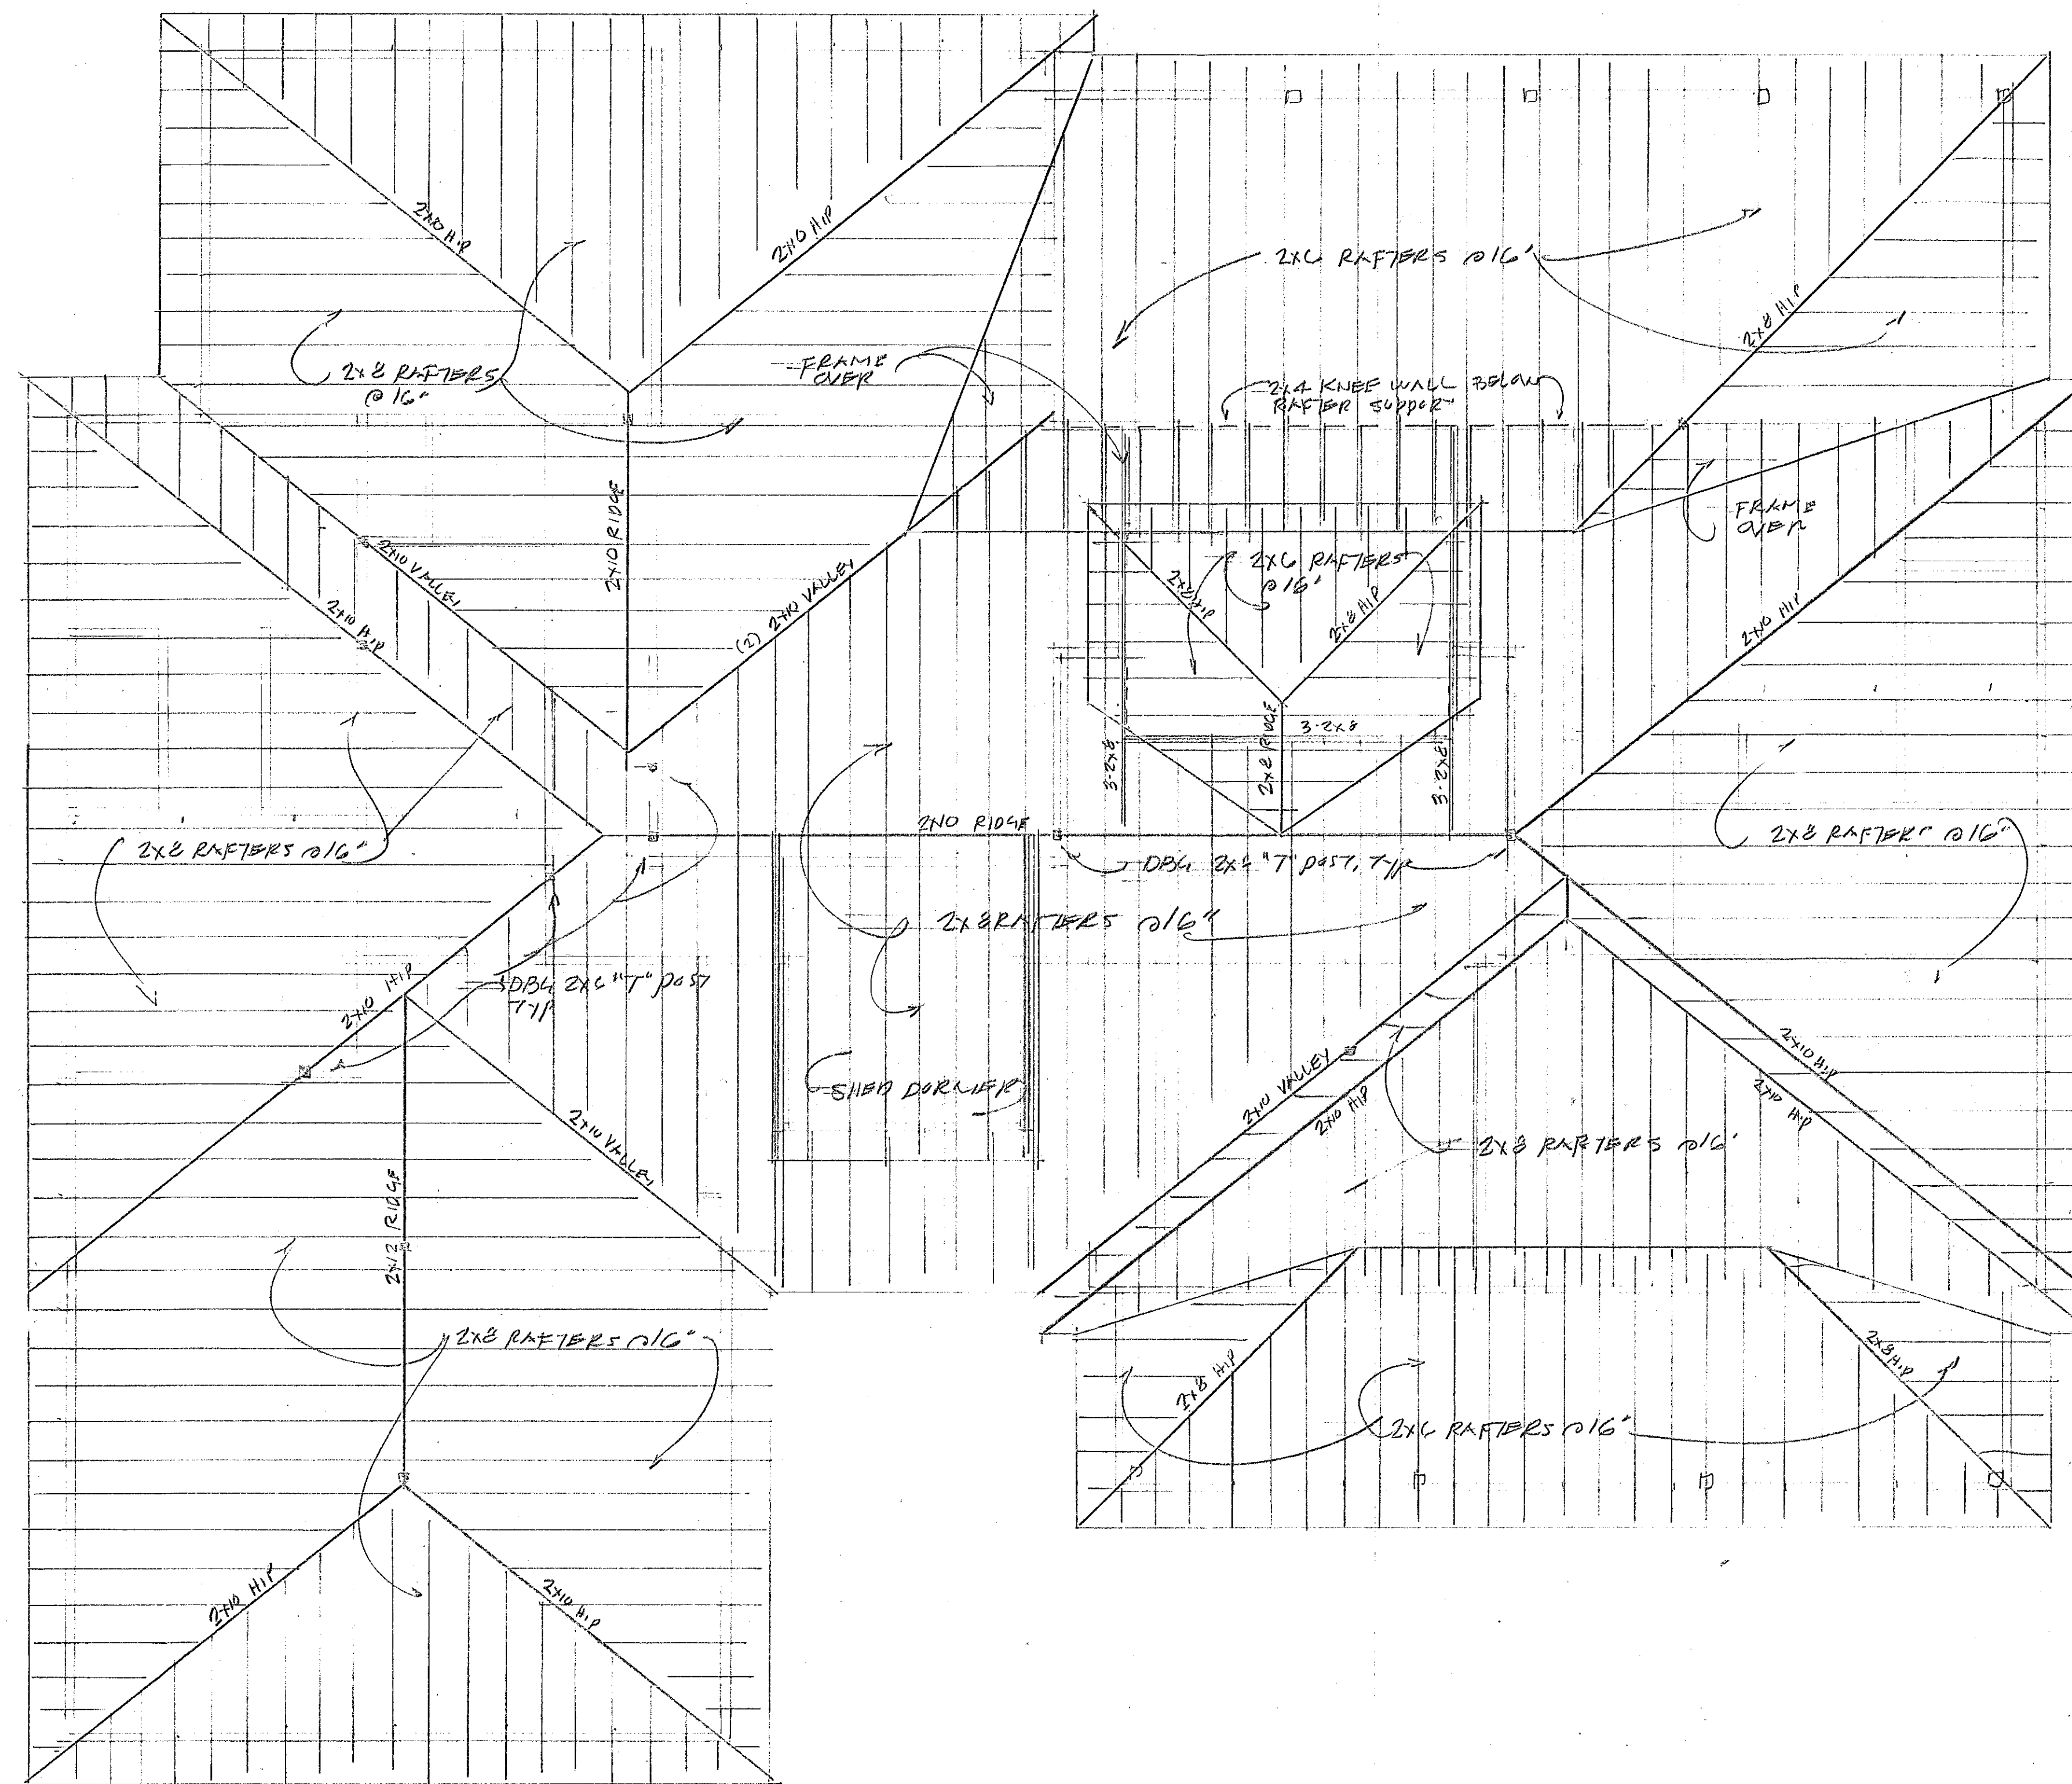 2x10 HIP
2x10 HIP
2x6 RAFTERS @16"
2x8 HIP
2x8 RAFTERS
@16"
FRAME
OVER
2x4 KNEE WALL BELOW
RAFTER SUPPORT
2x10 RIDGE
FRAME
OVER
2x10 VALLEY
2x10 HIP
(2) 2x10 VALLEY
2x6 RAFTERS
@16"
2x8 HIP
2x8 HIP
2x10 HIP
2x8 RIDGE
3-2x8
3-2x8
3-2x8
2x8 RAFTERS @16"
2x10 RIDGE
DBL 2x6 "T" POST, TYP
2x8 RAFTERS @16"
2x8 RAFTERS @16"
2x10 HIP
DBL 2x6 "T" POST
TYP
SHED DORMER
2x10 VALLEY
2x10 HIP
2x10 HIP
2x10 HIP
2x10 VALLEY
2x12 RIDGE
2x8 RAFTERS @16"
2x8 RAFTERS @16"
2x8 HIP
2x8 HIP
2x6 RAFTERS @16"
2x10 HIP
2x10 HIP